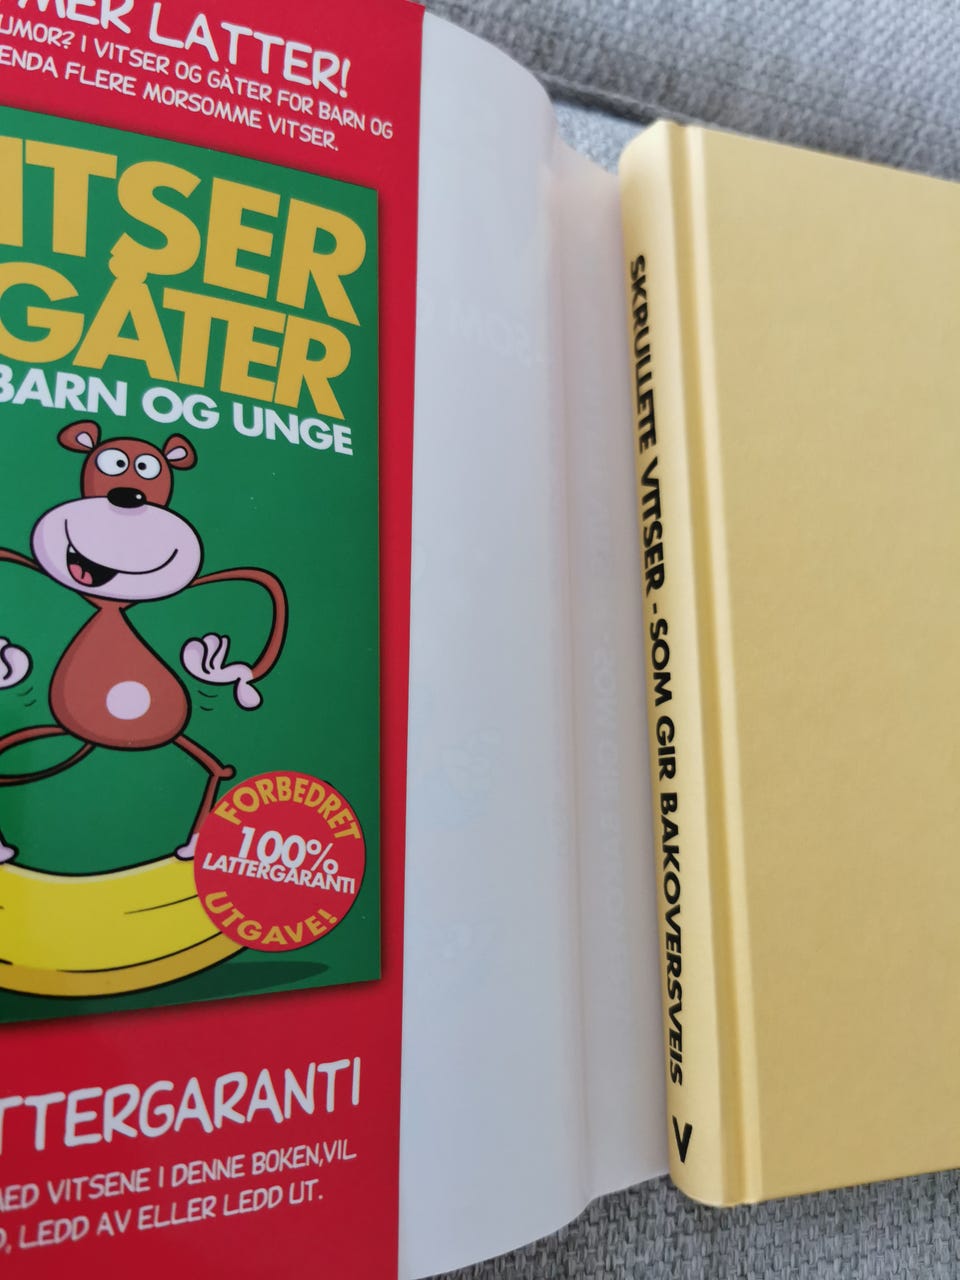 MER LATTER!
UMOR? I VITSER OG GÅTER FOR BARN OG
ENDA FLERE MORSOMME VITSER.
ITSER
GÅTER
BARN OG UNGE
FORBEDRET
100%
LATTERGARANTI
UTGAVE!
TTERGARANTI
MED VITSENE I DENNE BOKEN,VIL
D, LEDD AV ELLER LEDD UT.
SKRULLETE VITSER - SOM GIR BAKOVERSVEIS
V